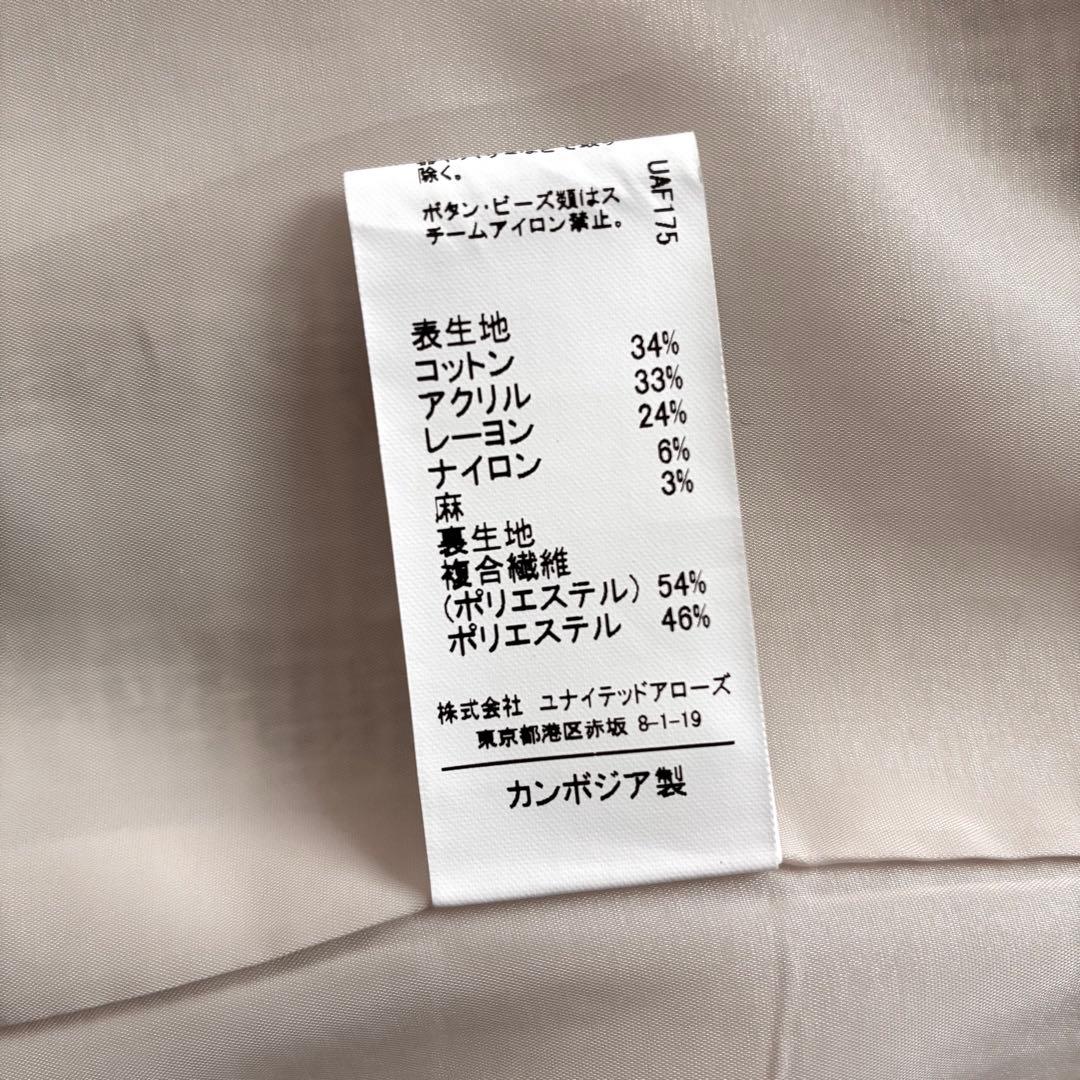 除く。
ボタン・ビーズ類はス
チームアイロン禁止。
UAF175
表生地
コットン 34%
アクリル 33%
レーヨン 24%
ナイロン 6%
麻 3%
裏生地
複合繊維
(ポリエステル) 54%
ポリエステル 46%
株式会社 ユナイテッドアローズ
東京都港区赤坂 8-1-19
カンボジア製